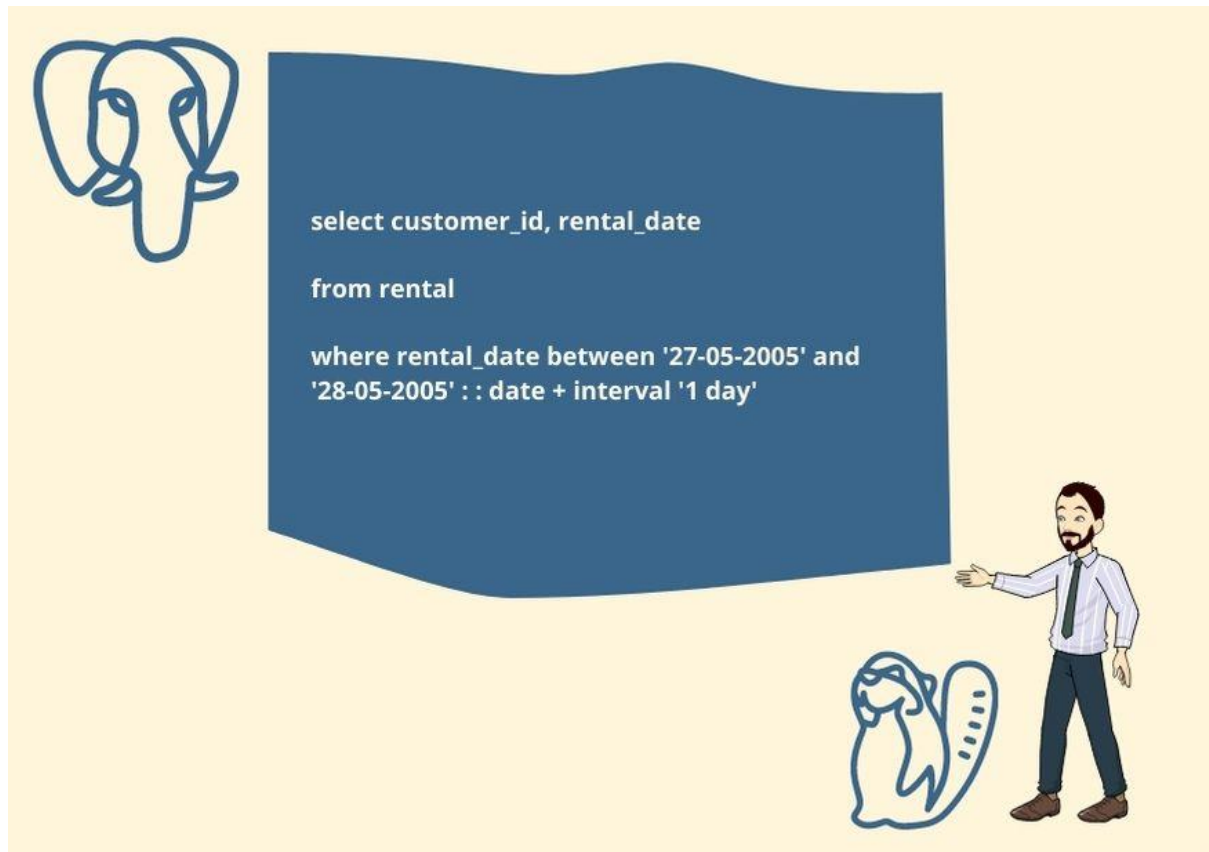 select customer_id, rental_date
from rental
where rental_date between '27-05-2005' and
'28-05-2005' : : date + interval '1 day'